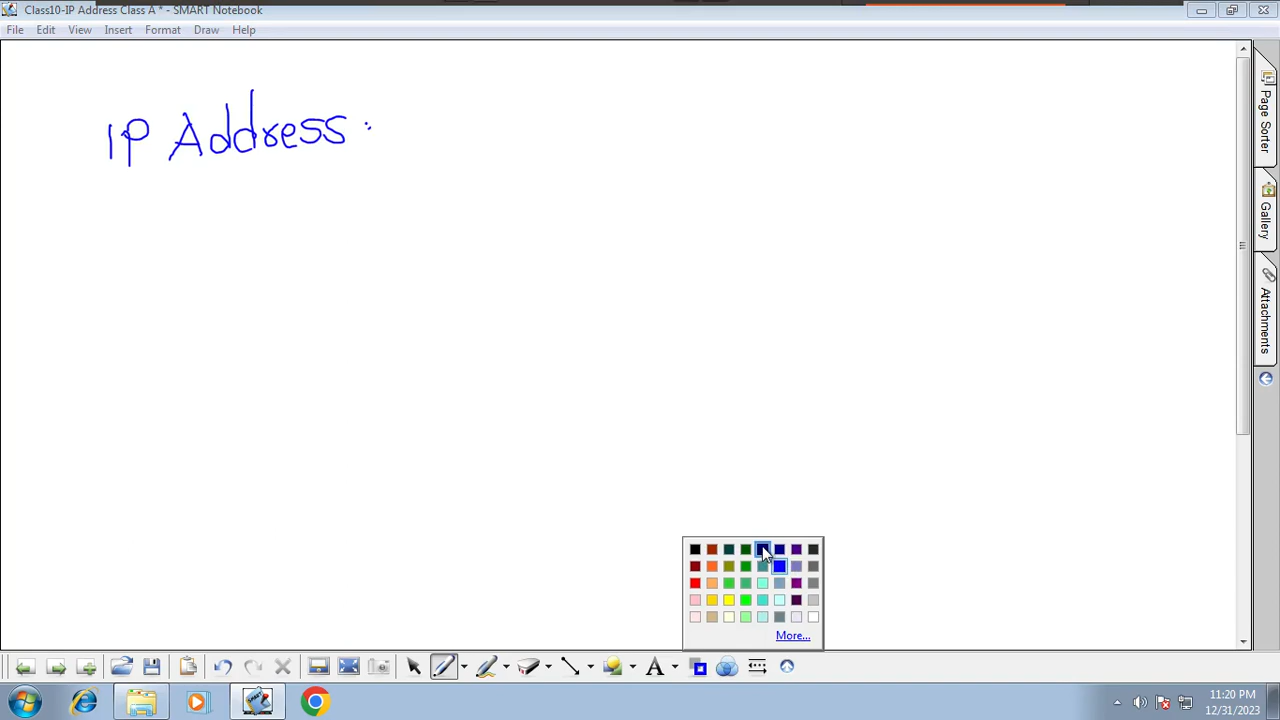 Class10-IP Address Class A * - SMART Notebook
File Edit View Insert Format Draw Help
IP Address :
Page Sorter
Gallery
Attachments
More...
A
11:20 PM
12/31/2023